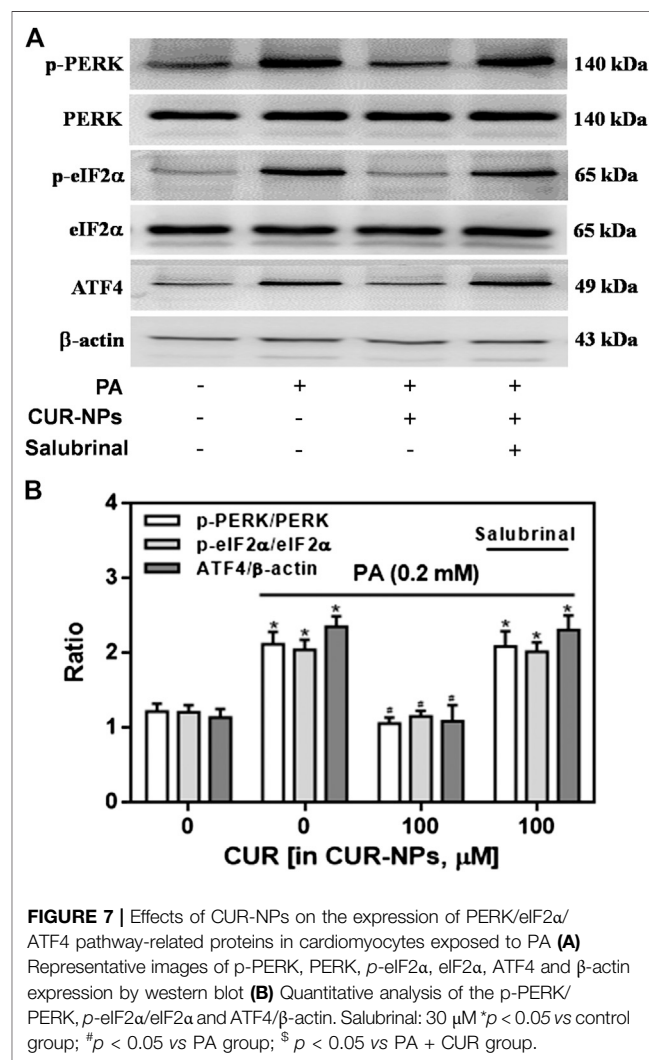 A
p-PERK 140 kDa
PERK 140 kDa
p-eIF2α 65 kDa
eIF2α 65 kDa
ATF4 49 kDa
β-actin 43 kDa
PA - + + +
CUR-NPs - - + +
Salubrinal - - - +
B
4
3
2
1
0
Ratio
p-PERK/PERK
p-eIF2α/eIF2α
ATF4/β-actin
Salubrinal
PA (0.2 mM)
* * *
# # #
* * *
0 0 100 100
CUR [in CUR-NPs, μM]
FIGURE 7 | Effects of CUR-NPs on the expression of PERK/eIF2α/
ATF4 pathway-related proteins in cardiomyocytes exposed to PA (A)
Representative images of p-PERK, PERK, p-eIF2α, eIF2α, ATF4 and β-actin
expression by western blot (B) Quantitative analysis of the p-PERK/
PERK, p-eIF2α/eIF2α and ATF4/β-actin. Salubrinal: 30 μM *p < 0.05 vs control
group; #p < 0.05 vs PA group; $ p < 0.05 vs PA + CUR group.